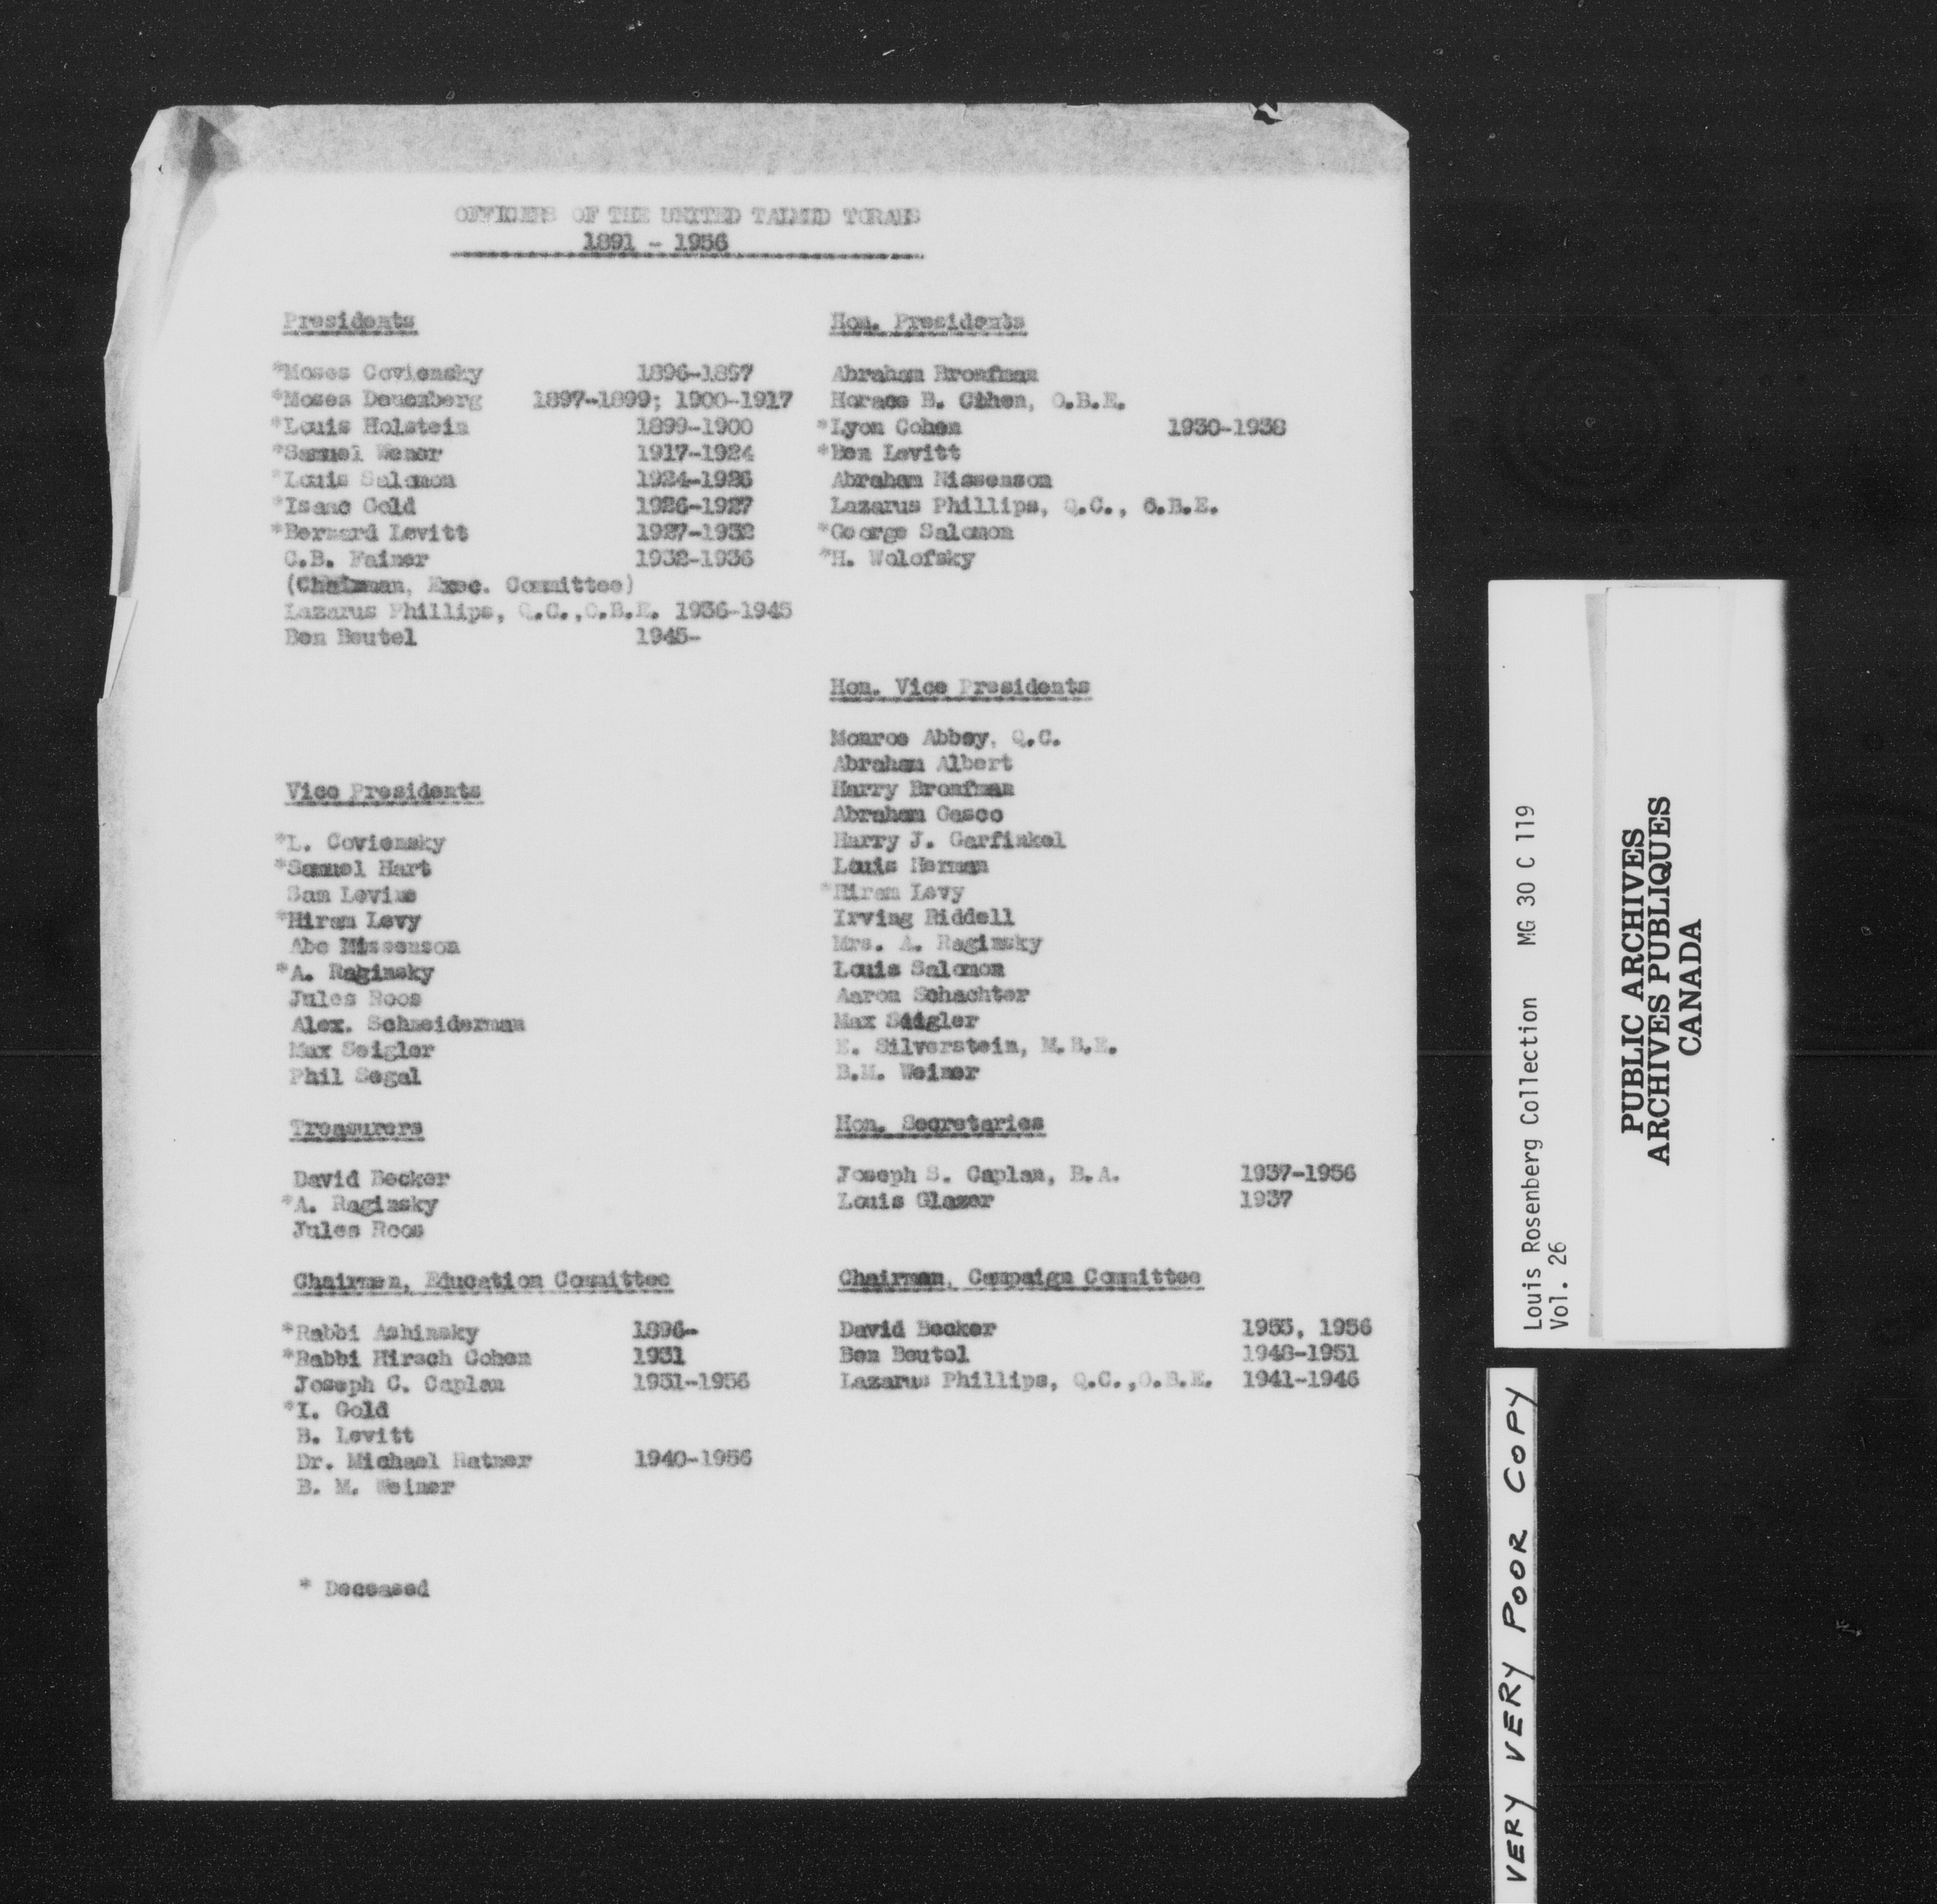 OFFICERS OF THE UNITED TALMUD TORAHS
1891 - 1956
Presidents
*Moses Coviensky 1896-1897
*Moses Deuenberg 1897-1899; 1900-1917
*Louis Holstein 1899-1900
*Samuel Wener 1917-1924
*Louis Salomon 1924-1926
*Isaac Gold 1926-1927
*Bernard Levitt 1927-1932
C.B. Fainer 1932-1936
(Chairman, Exec. Committee)
Lazarus Phillips, Q.C.,O.B.E. 1936-1945
Ben Beutel 1945-
Hon. Presidents
Abraham Bronfman
Horace B. Cohen, O.B.E.
*Lyon Cohen 1930-1938
*Ben Levitt
Abraham Nissenson
Lazarus Phillips, Q.C., O.B.E.
*George Salomon
*H. Wolofsky
Hon. Vice Presidents
Monroe Abbey, Q.C.
Abraham Albert
Harry Bronfman
Abraham Gasco
Harry J. Garfinkel
Louis Herman
*Hiram Levy
Irving Riddell
Mrs. A. Raginsky
Louis Salomon
Aaron Schachter
Max Seigler
E. Silverstein, M.B.E.
B.M. Weiner
Vice Presidents
*L. Coviensky
*Samuel Hart
Sam Levine
*Hiram Levy
Abe Nissenson
*A. Raginsky
Jules Roos
Alex. Schneiderman
Max Seigler
Phil Segal
Treasurers
David Becker
*A. Raginsky
Jules Roos
Hon. Secretaries
Joseph S. Caplan, B.A. 1937-1956
Louis Glazer 1937
Chairmen, Education Committee
*Rabbi Ashinsky 1896-
*Rabbi Hirsch Cohen 1931
Joseph C. Caplan 1931-1956
*I. Gold
B. Levitt
Dr. Michael Ratner 1940-1956
B. M. Weiner
Chairman, Campaign Committee
David Becker 1955, 1956
Ben Beutel 1948-1951
Lazarus Phillips, Q.C.,O.B.E. 1941-1946
* Deceased
Louis Rosenberg Collection MG 30 C 119
Vol. 26
PUBLIC ARCHIVES
ARCHIVES PUBLIQUES
CANADA
VERY VERY POOR COPY